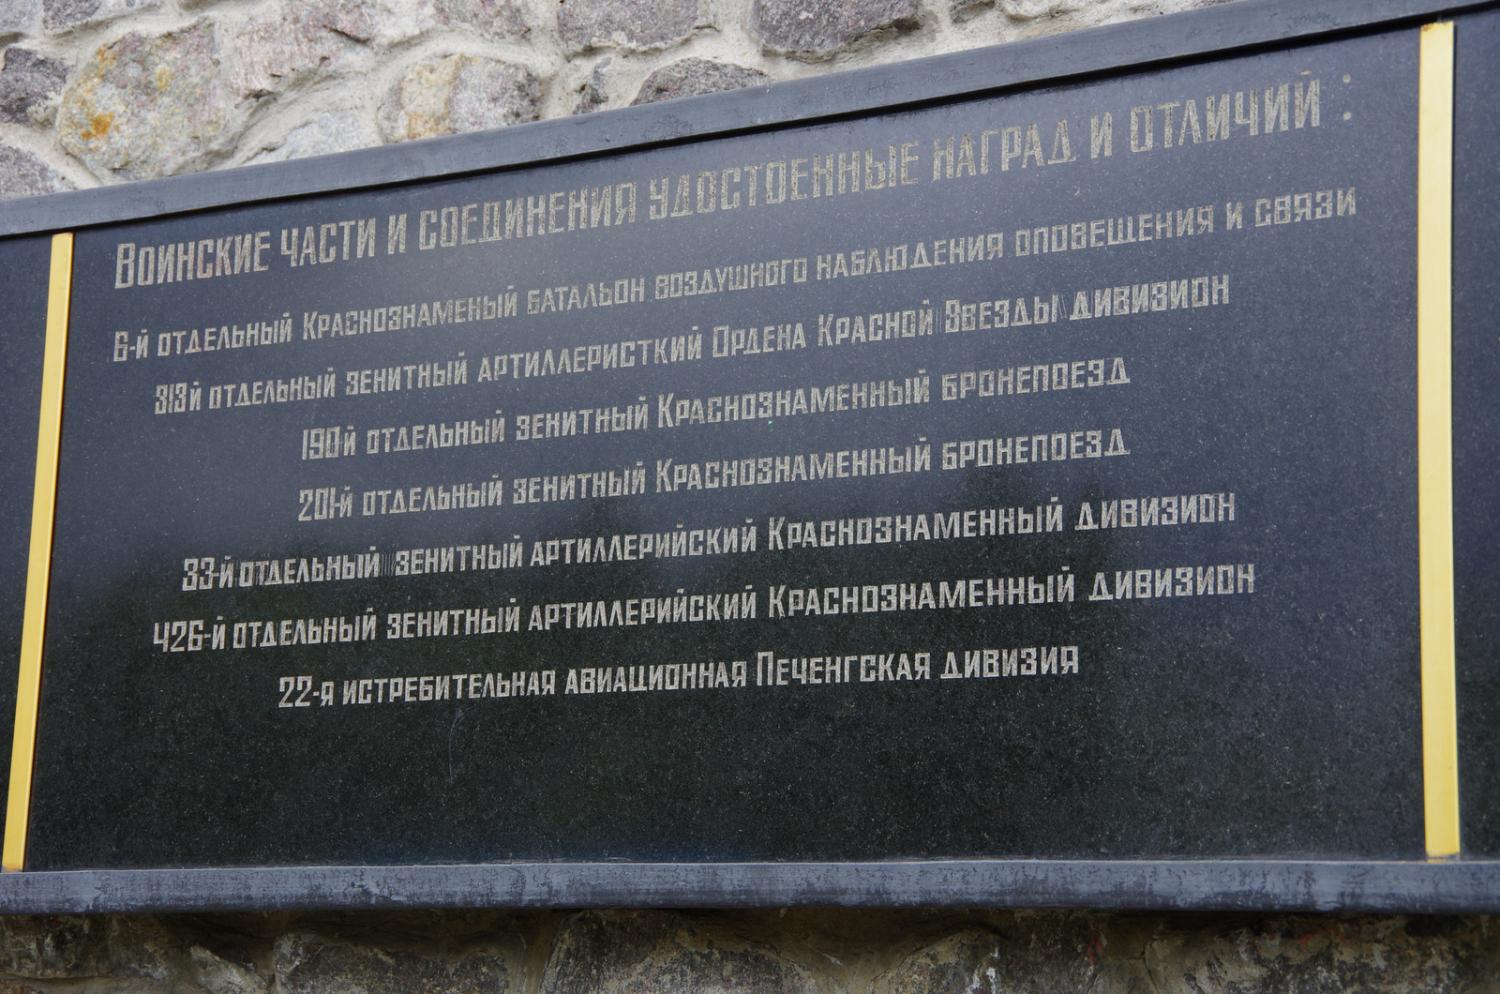 Воинские части и соединения удостоенные наград и отличий :
6-й отдельный Краснознаменый батальон воздушного наблюдения оповещения и связи
313й отдельный зенитный артиллеристкий Ордена Красной Звезды дивизион
190-й отдельный зенитный Краснознаменный бронепоезд
201-й отдельный зенитный Краснознаменный бронепоезд
33-й отдельный зенитный артиллерийский Краснознаменный дивизион
426-й отдельный зенитный артиллерийский Краснознаменный дивизион
22-я истребительная авиационная Печенгская дивизия